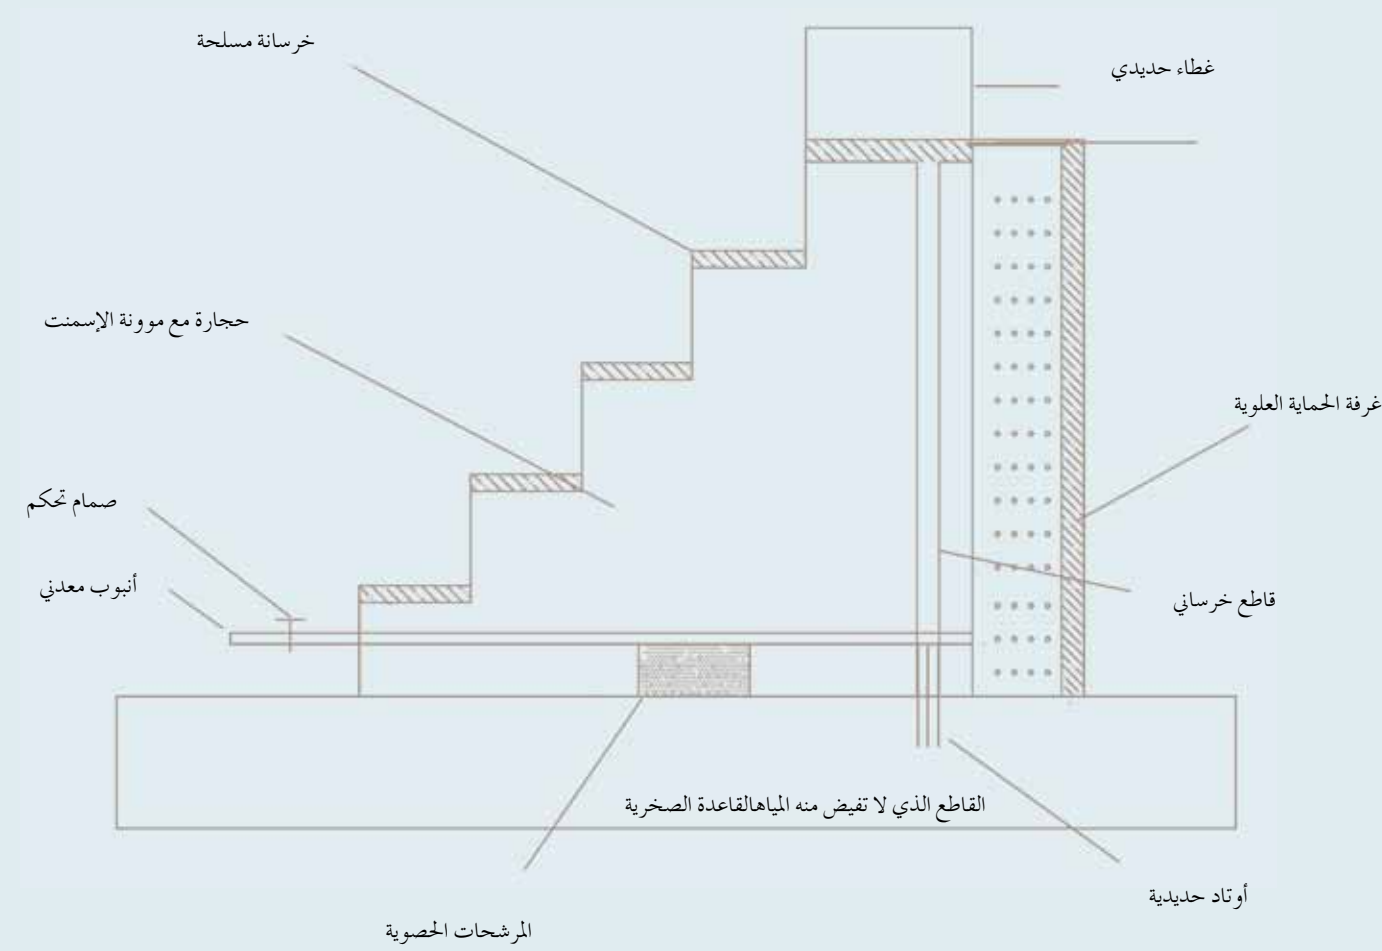 خرسانة مسلحة
غطاء حديدي
حجارة مع موونة الإسمنت
غرفة الحماية العلوية
صمام تحكم
أنبوب معدني
قاطع خرساني
القاطع الذي لا تفيض منه المياهالقاعدة الصخرية
أوتاد حديدية
المرشحات الحصوية